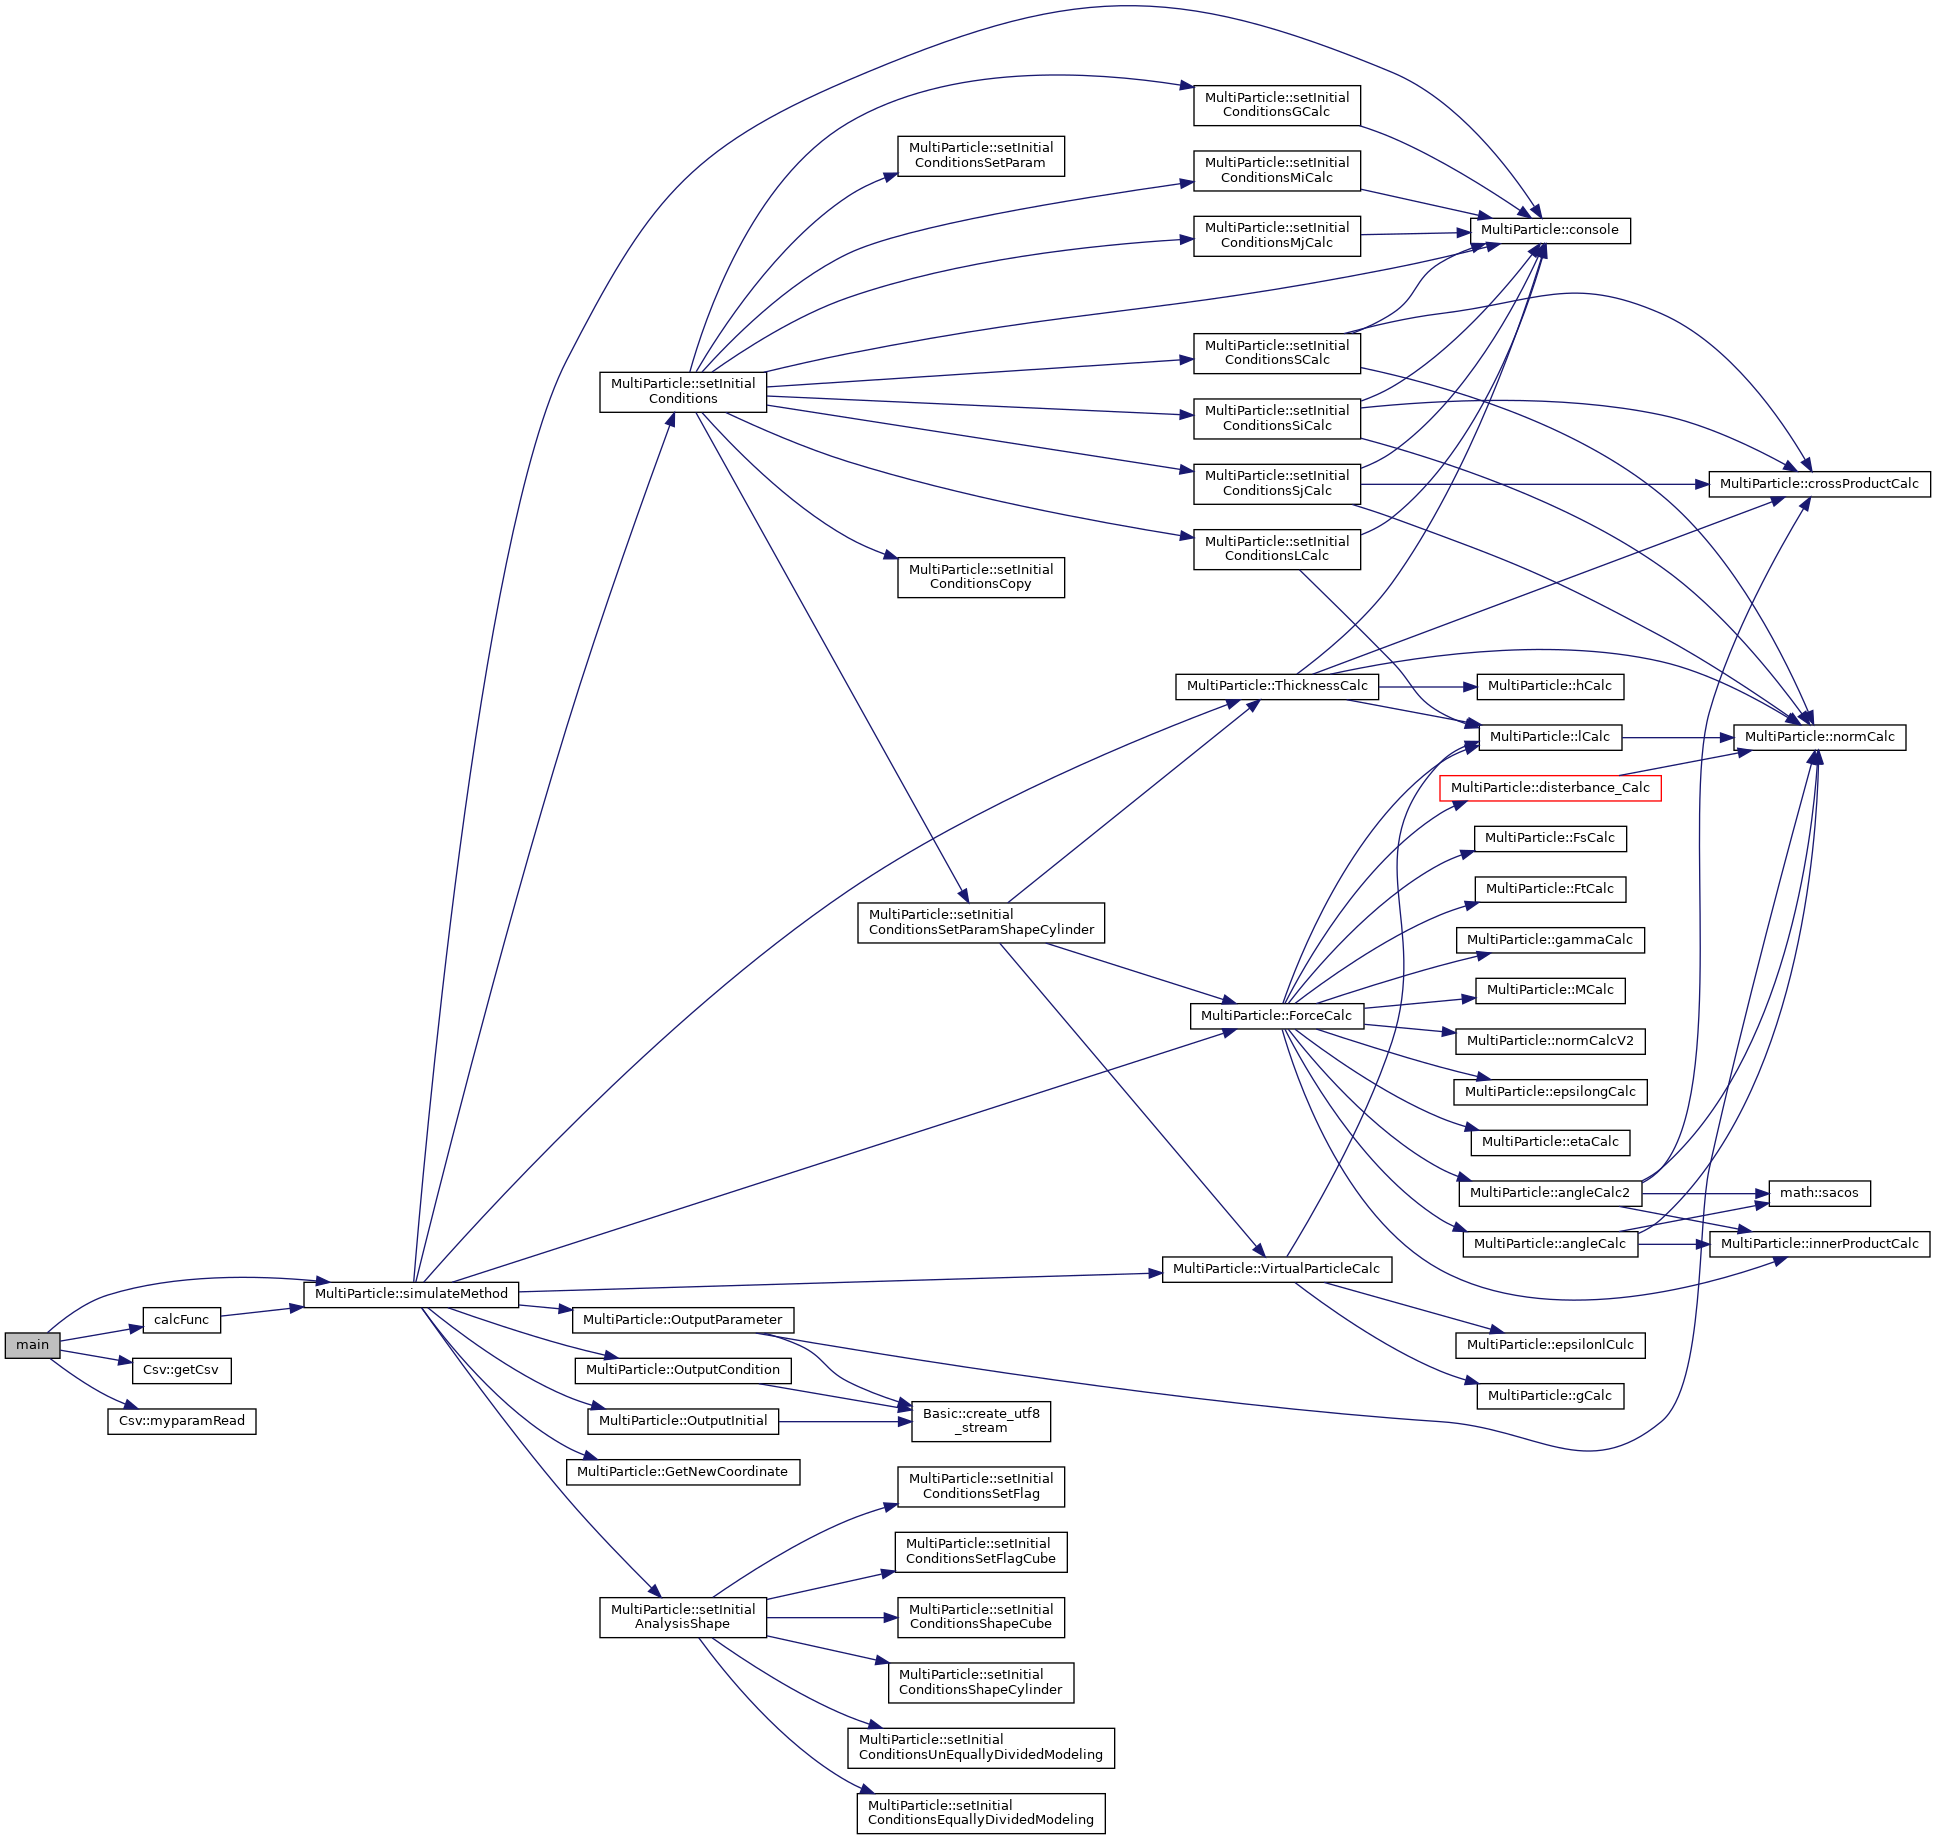 MultiParticle::setInitial
ConditionsGCalc
MultiParticle::setInitial
ConditionsSetParam
MultiParticle::setInitial
ConditionsMiCalc
MultiParticle::setInitial
ConditionsMjCalc
MultiParticle::console
MultiParticle::setInitial
ConditionsSCalc
MultiParticle::setInitial
Conditions
MultiParticle::setInitial
ConditionsSiCalc
MultiParticle::setInitial
ConditionsSjCalc
MultiParticle::crossProductCalc
MultiParticle::setInitial
ConditionsLCalc
MultiParticle::setInitial
ConditionsCopy
MultiParticle::ThicknessCalc
MultiParticle::hCalc
MultiParticle::lCalc
MultiParticle::normCalc
MultiParticle::disterbance_Calc
MultiParticle::FsCalc
MultiParticle::FtCalc
MultiParticle::setInitial
ConditionsSetParamShapeCylinder
MultiParticle::gammaCalc
MultiParticle::MCalc
MultiParticle::ForceCalc
MultiParticle::normCalcV2
MultiParticle::epsilongCalc
MultiParticle::etaCalc
MultiParticle::angleCalc2
math::sacos
MultiParticle::angleCalc
MultiParticle::innerProductCalc
MultiParticle::VirtualParticleCalc
MultiParticle::simulateMethod
calcFunc
MultiParticle::OutputParameter
main
MultiParticle::epsilonlCulc
Csv::getCsv
MultiParticle::OutputCondition
MultiParticle::gCalc
Csv::myparamRead
MultiParticle::OutputInitial
Basic::create_utf8
_stream
MultiParticle::GetNewCoordinate
MultiParticle::setInitial
ConditionsSetFlag
MultiParticle::setInitial
ConditionsSetFlagCube
MultiParticle::setInitial
AnalysisShape
MultiParticle::setInitial
ConditionsShapeCube
MultiParticle::setInitial
ConditionsShapeCylinder
MultiParticle::setInitial
ConditionsUnEquallyDividedModeling
MultiParticle::setInitial
ConditionsEquallyDividedModeling